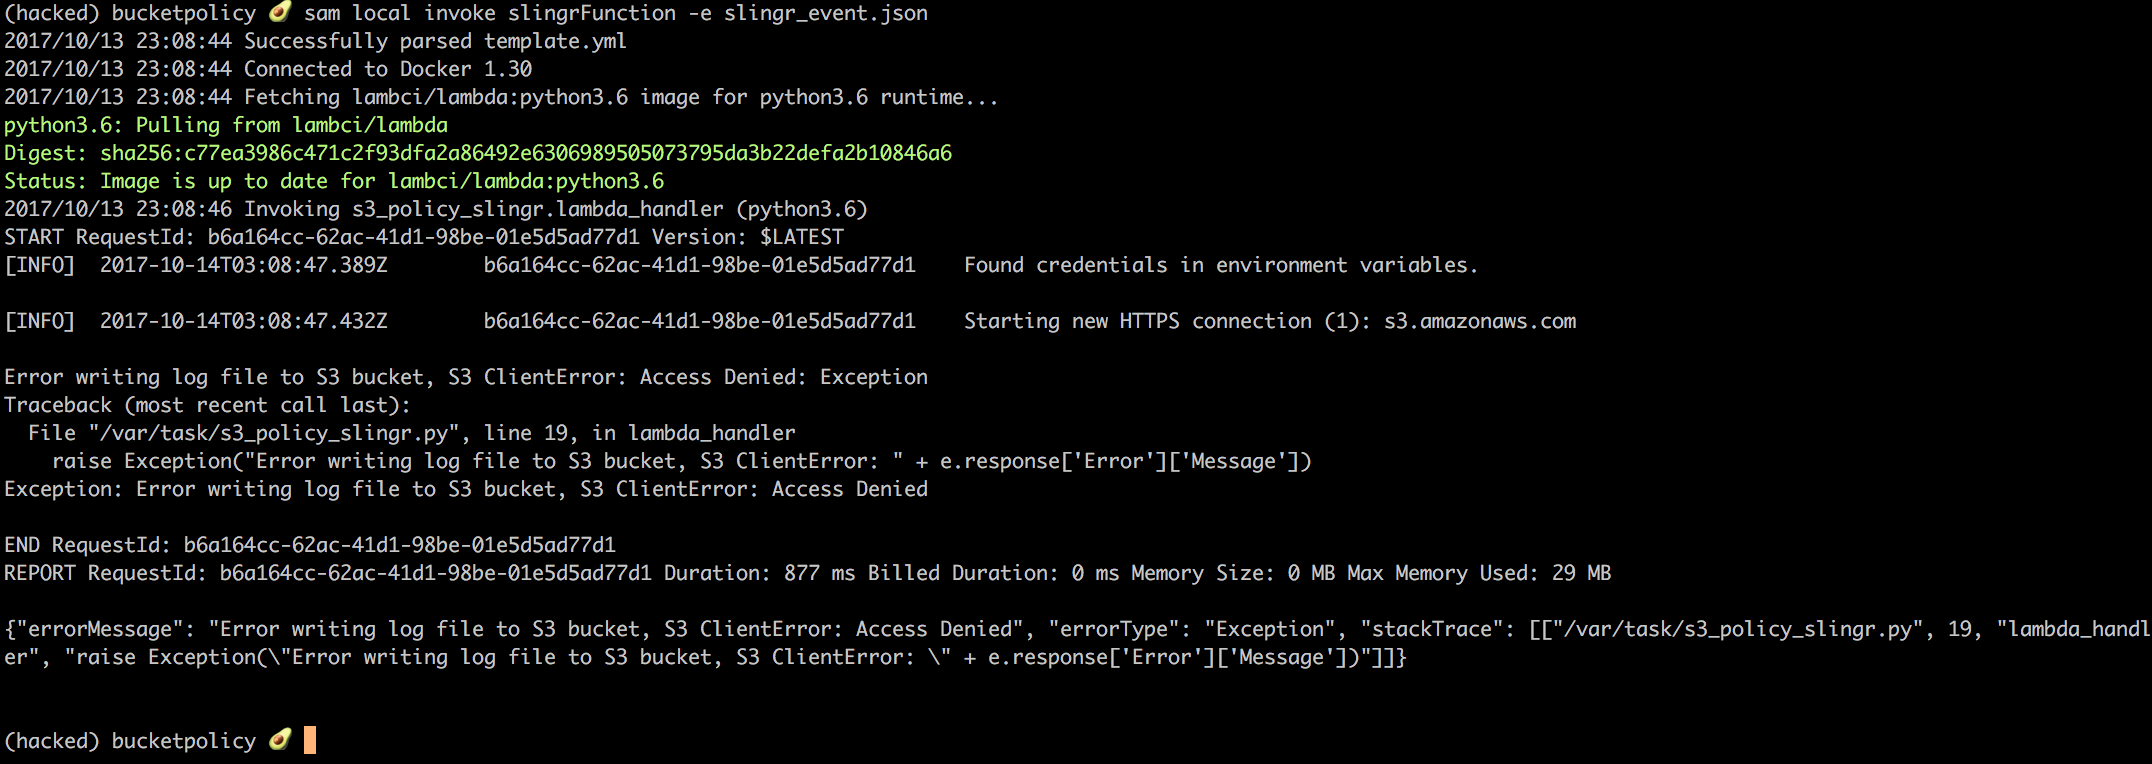 (hacked) bucketpolicy 🥑 sam local invoke slingrFunction -e slingr_event.json
2017/10/13 23:08:44 Successfully parsed template.yml
2017/10/13 23:08:44 Connected to Docker 1.30
2017/10/13 23:08:44 Fetching lambci/lambda:python3.6 image for python3.6 runtime...
python3.6: Pulling from lambci/lambda
Digest: sha256:c77ea3986c471c2f93dfa2a86492e6306989505073795da3b22defa2b10846a6
Status: Image is up to date for lambci/lambda:python3.6
2017/10/13 23:08:46 Invoking s3_policy_slingr.lambda_handler (python3.6)
START RequestId: b6a164cc-62ac-41d1-98be-01e5d5ad77d1 Version: $LATEST
[INFO]  2017-10-14T03:08:47.389Z        b6a164cc-62ac-41d1-98be-01e5d5ad77d1    Found credentials in environment variables.
[INFO]  2017-10-14T03:08:47.432Z        b6a164cc-62ac-41d1-98be-01e5d5ad77d1    Starting new HTTPS connection (1): s3.amazonaws.com
Error writing log file to S3 bucket, S3 ClientError: Access Denied: Exception
Traceback (most recent call last):
  File "/var/task/s3_policy_slingr.py", line 19, in lambda_handler
    raise Exception("Error writing log file to S3 bucket, S3 ClientError: " + e.response['Error']['Message'])
Exception: Error writing log file to S3 bucket, S3 ClientError: Access Denied
END RequestId: b6a164cc-62ac-41d1-98be-01e5d5ad77d1
REPORT RequestId: b6a164cc-62ac-41d1-98be-01e5d5ad77d1 Duration: 877 ms Billed Duration: 0 ms Memory Size: 0 MB Max Memory Used: 29 MB
{"errorMessage": "Error writing log file to S3 bucket, S3 ClientError: Access Denied", "errorType": "Exception", "stackTrace": [["/var/task/s3_policy_slingr.py", 19, "lambda_handl
er", "raise Exception(\"Error writing log file to S3 bucket, S3 ClientError: \" + e.response['Error']['Message'])"]]}
(hacked) bucketpolicy 🥑